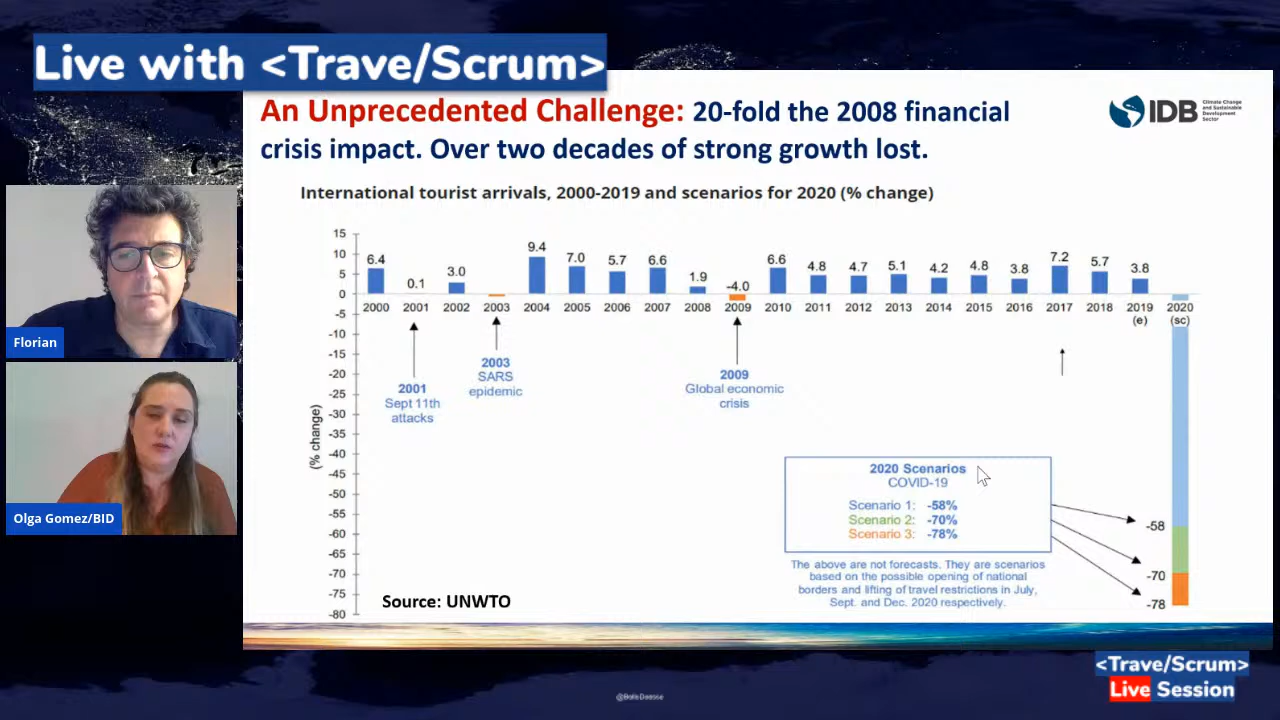 Live with <Trave/Scrum>
An Unprecedented Challenge: 20-fold the 2008 financial
crisis impact. Over two decades of strong growth lost.
IDB
Climate Change
and Sustainable
Development
Sector
International tourist arrivals, 2000-2019 and scenarios for 2020 (% change)
(% change)
15
10
5
0
-5
-10
-15
-20
-25
-30
-35
-40
-45
-50
-55
-60
-65
-70
-75
-80
6.4
0.1
3.0
9.4
7.0
5.7
6.6
1.9
-4.0
6.6
4.8
4.7
5.1
4.2
4.8
3.8
7.2
5.7
3.8
2000 2001 2002 2003 2004 2005 2006 2007 2008 2009 2010 2011 2012 2013 2014 2015 2016 2017 2018 2019 2020
(e) (sc)
2001
Sept 11th
attacks
2003
SARS
epidemic
2009
Global economic
crisis
2020 Scenarios
COVID-19
Scenario 1: -58%
Scenario 2: -70%
Scenario 3: -78%
-58
-70
-78
The above are not forecasts. They are scenarios
based on the possible opening of national
borders and lifting of travel restrictions in July,
Sept. and Dec. 2020 respectively.
Source: UNWTO
Florian
Olga Gomez/BID
<Trave/Scrum>
Live Session